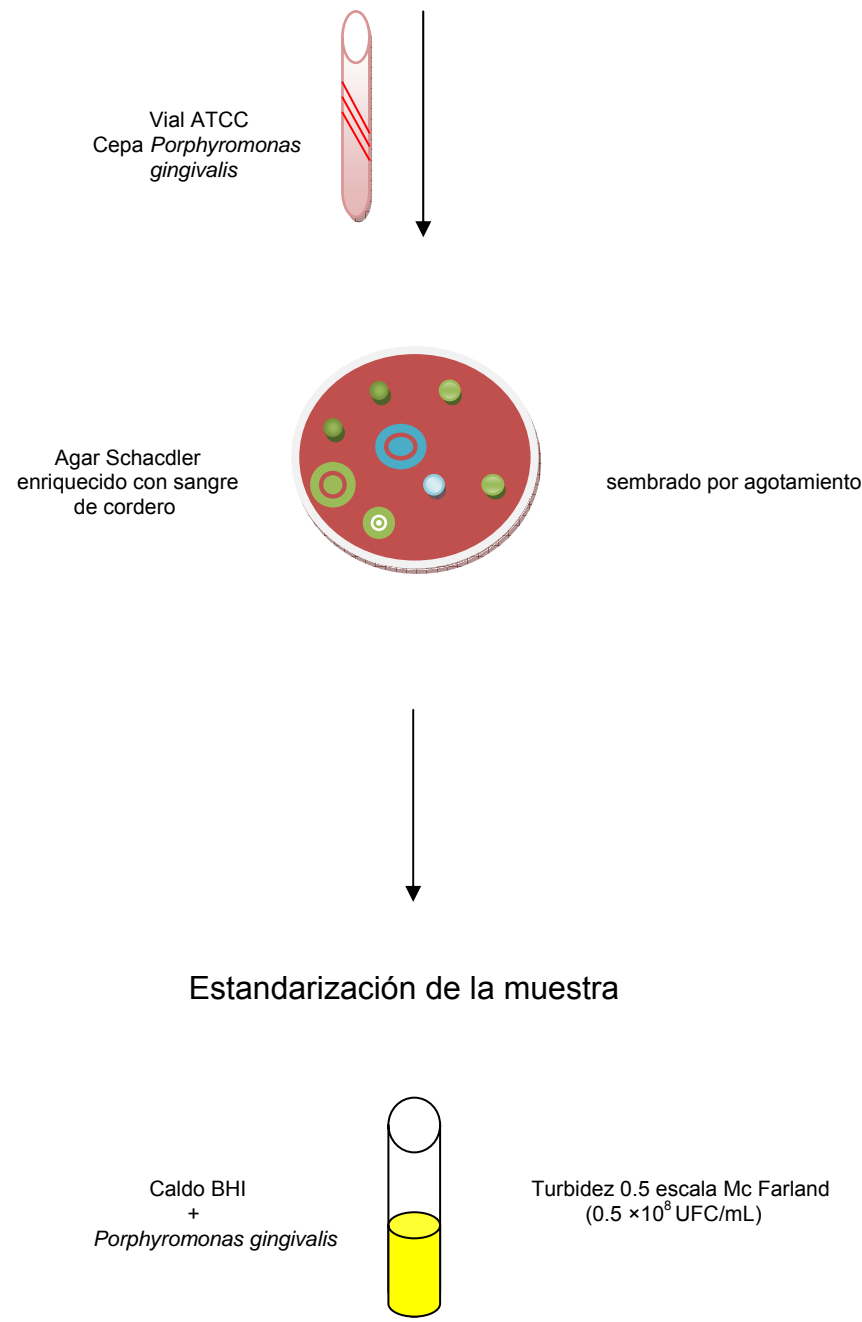 Vial ATCC
Cepa Porphyromonas
gingivalis
Agar Schacdler
enriquecido con sangre
de cordero
sembrado por agotamiento
Estandarización de la muestra
Caldo BHI
+
Porphyromonas gingivalis
Turbidez 0.5 escala Mc Farland
(0.5 ×10⁸ UFC/mL)